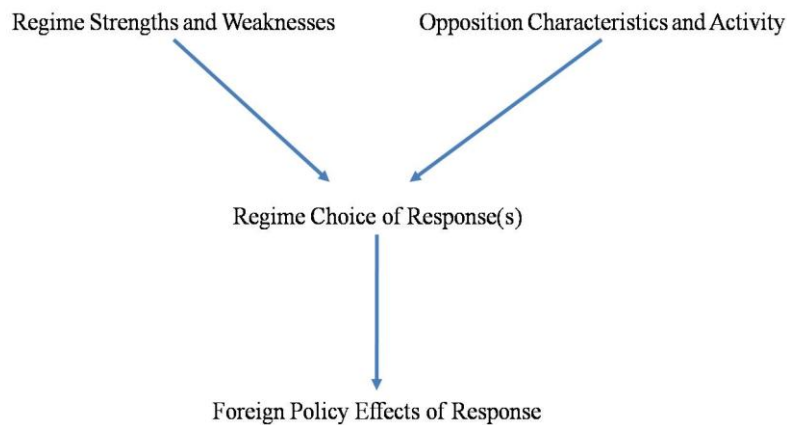 Regime Strengths and Weaknesses
Opposition Characteristics and Activity
Regime Choice of Response(s)
Foreign Policy Effects of Response